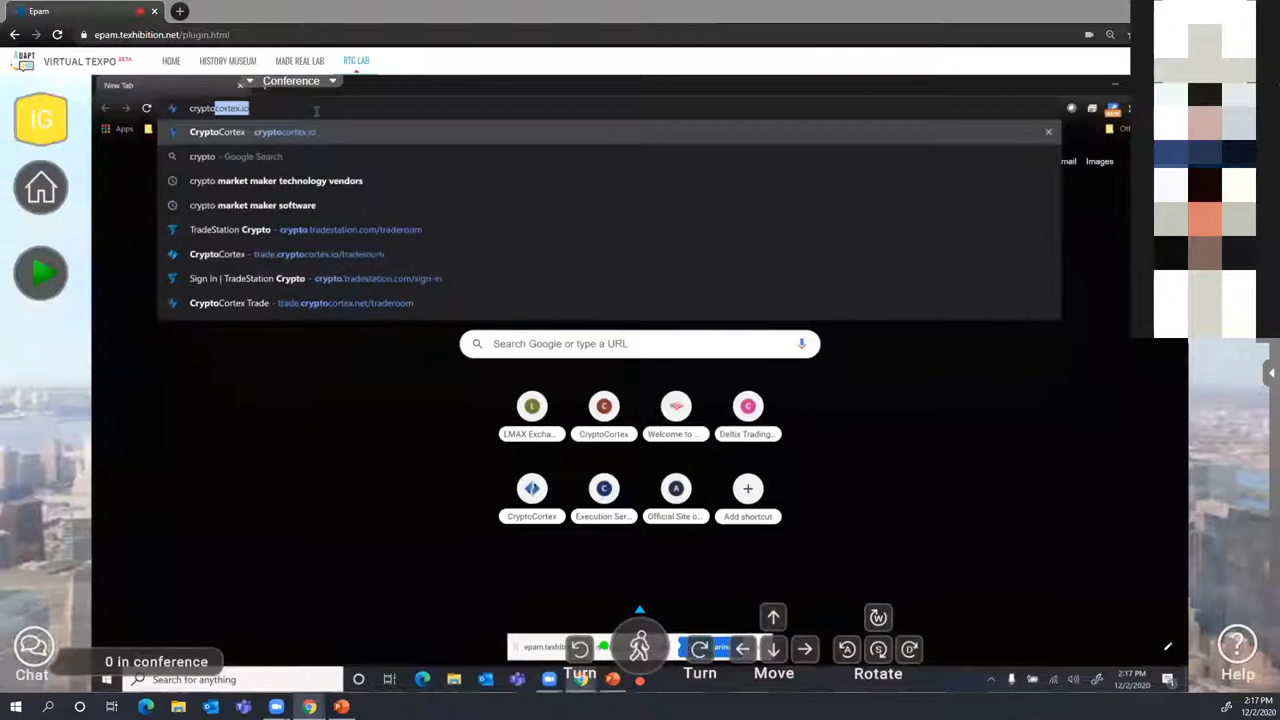 Epam
epam.texhibition.net/plugin.html
ADAPT
VIRTUAL TEXPO BETA
HOME
HISTORY MUSEUM
MADE REAL LAB
RTC LAB
New Tab
Conference
cryptocortex.io
Apps
IG
CryptoCortex - cryptocortex.io
crypto - Google Search
mail
Images
crypto market maker technology vendors
crypto market maker software
TradeStation Crypto - crypto.tradestation.com/traderoom
CryptoCortex - trade.cryptocortex.io/traderoom
Sign In | TradeStation Crypto - crypto.tradestation.com/sign-in
CryptoCortex Trade - trade.cryptocortex.net/traderoom
Search Google or type a URL
L
C
C
LMAX Excha...
CryptoCortex
Welcome to ...
Deltix Trading...
C
A
CryptoCortex
Execution Ser...
Official Site o...
Add shortcut
W
epam.texhib
A
S
D
0 in conference
Chat
Turn
Turn
Move
Rotate
Help
Search for anything
2:17 PM
12/2/2020
2:17 PM
12/2/2020